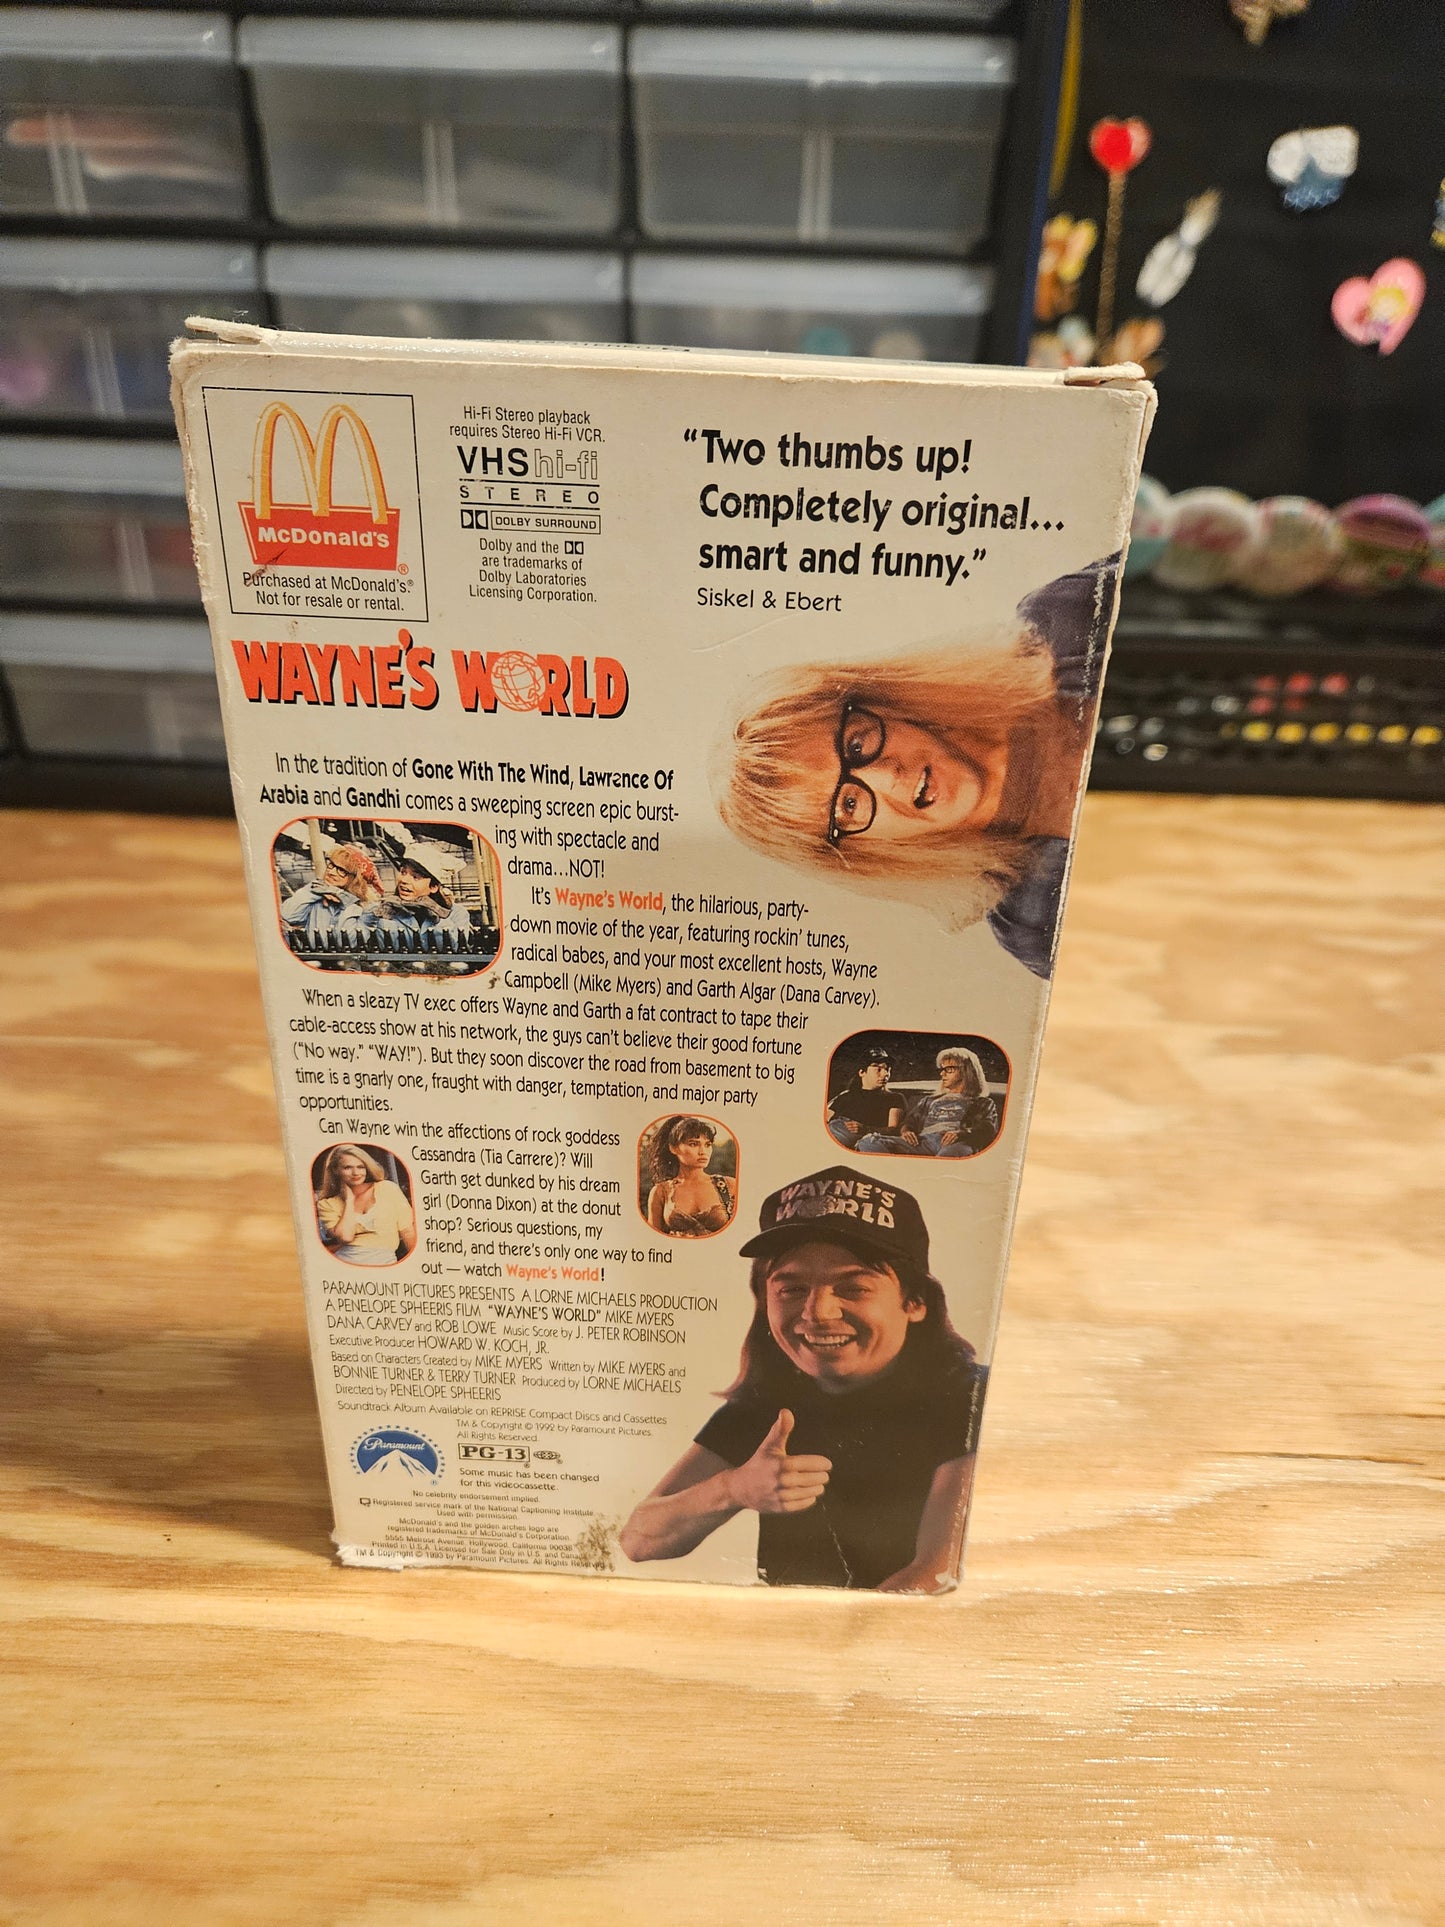 McDonald's
®
Purchased at McDonald's.®
Not for resale or rental.
Hi-Fi Stereo playback
requires Stereo Hi-Fi VCR.
VHS hi-fi
STEREO
DOLBY SURROUND
Dolby and the
are trademarks of
Dolby Laboratories
Licensing Corporation.
“Two thumbs up!
Completely original...
smart and funny.”
Siskel & Ebert
WAYNE'S WORLD
In the tradition of Gone With The Wind, Lawrence Of
Arabia and Gandhi comes a sweeping screen epic burst-
ing with spectacle and
drama...NOT!
It's Wayne's World, the hilarious, party-
down movie of the year, featuring rockin' tunes,
radical babes, and your most excellent hosts, Wayne
Campbell (Mike Myers) and Garth Algar (Dana Carvey).
When a sleazy TV exec offers Wayne and Garth a fat contract to tape their
cable-access show at his network, the guys can't believe their good fortune
(“No way.” “WAY!”). But they soon discover the road from basement to big
time is a gnarly one, fraught with danger, temptation, and major party
opportunities.
Can Wayne win the affections of rock goddess
Cassandra (Tia Carrere)? Will
Garth get dunked by his dream
girl (Donna Dixon) at the donut
shop? Serious questions, my
friend, and there's only one way to find
out — watch Wayne's World!
WAYNE'S
WORLD
PARAMOUNT PICTURES PRESENTS A LORNE MICHAELS PRODUCTION
A PENELOPE SPHEERIS FILM “WAYNE'S WORLD” MIKE MYERS
DANA CARVEY and ROB LOWE Music Score by J. PETER ROBINSON
Executive Producer HOWARD W. KOCH, JR.
Based on Characters Created by MIKE MYERS Written by MIKE MYERS and
BONNIE TURNER & TERRY TURNER Produced by LORNE MICHAELS
Directed by PENELOPE SPHEERIS
Soundtrack Album Available on REPRISE Compact Discs and Cassettes
TM & Copyright © 1992 by Paramount Pictures.
All Rights Reserved.
Paramount
®
PG-13
Some music has been changed
for this videocassette.
No celebrity endorsement implied.
Registered service mark of the National Captioning Institute
Used with permission.
McDonald's and the golden arches logo are
registered trademarks of McDonald's Corporation.
5555 Melrose Avenue, Hollywood, California 90038
Printed in U.S.A. Licensed for Sale Only in U.S. and Canada
TM & Copyright © 1993 by Paramount Pictures. All Rights Reserved.